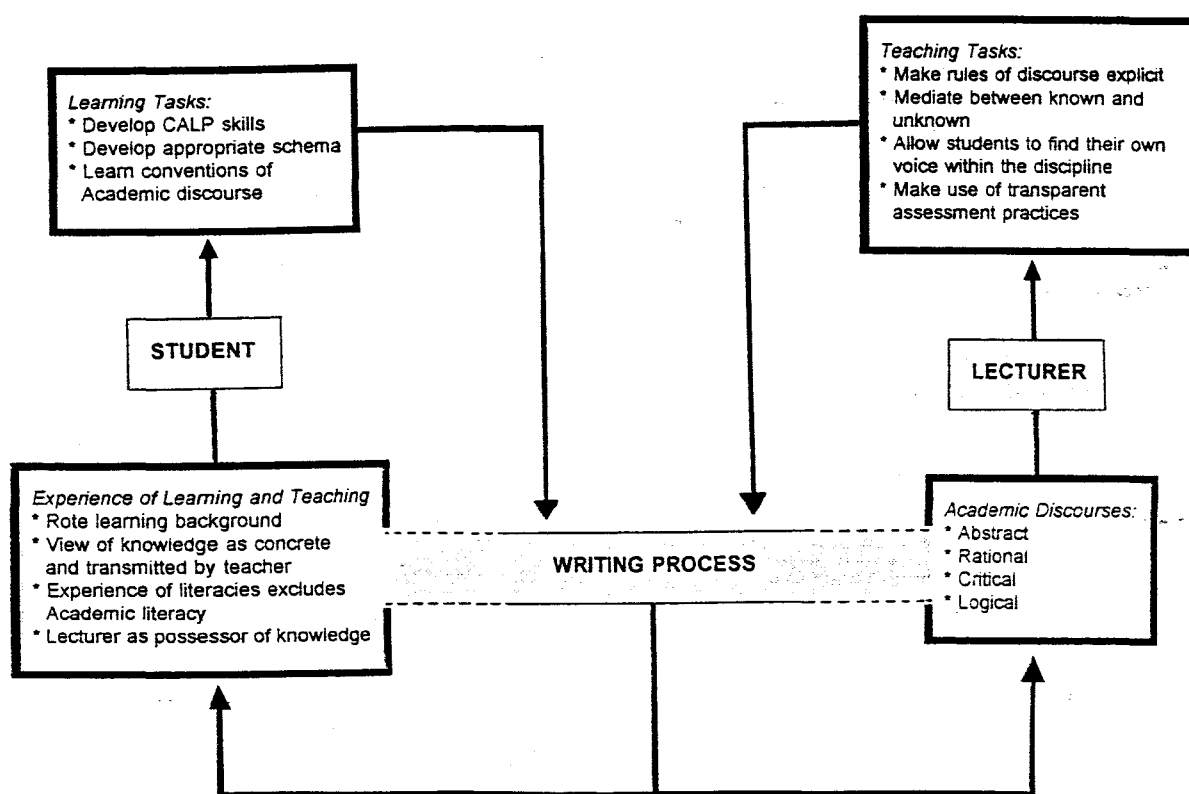 Learning Tasks:
* Develop CALP skills
* Develop appropriate schema
* Learn conventions of
Academic discourse
Teaching Tasks:
* Make rules of discourse explicit
* Mediate between known and
unknown
* Allow students to find their own
voice within the discipline
* Make use of transparent
assessment practices
STUDENT
LECTURER
Experience of Learning and Teaching
* Rote learning background
* View of knowledge as concrete
and transmitted by teacher
* Experience of literacies excludes
Academic literacy
* Lecturer as possessor of knowledge
WRITING PROCESS
Academic Discourses:
* Abstract
* Rational
* Critical
* Logical